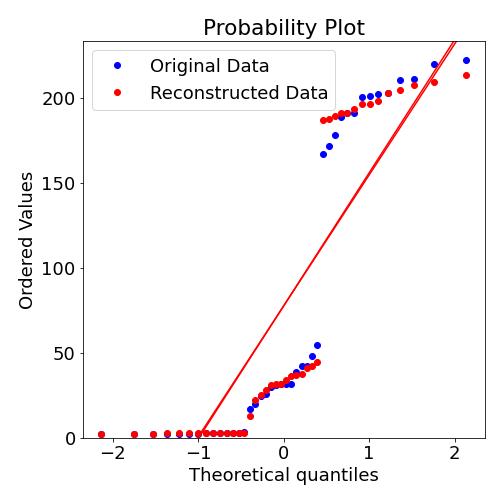 Probability Plot
Original Data
Reconstructed Data
Ordered Values
200
150
100
50
0
−2
−1
0
1
2
Theoretical quantiles